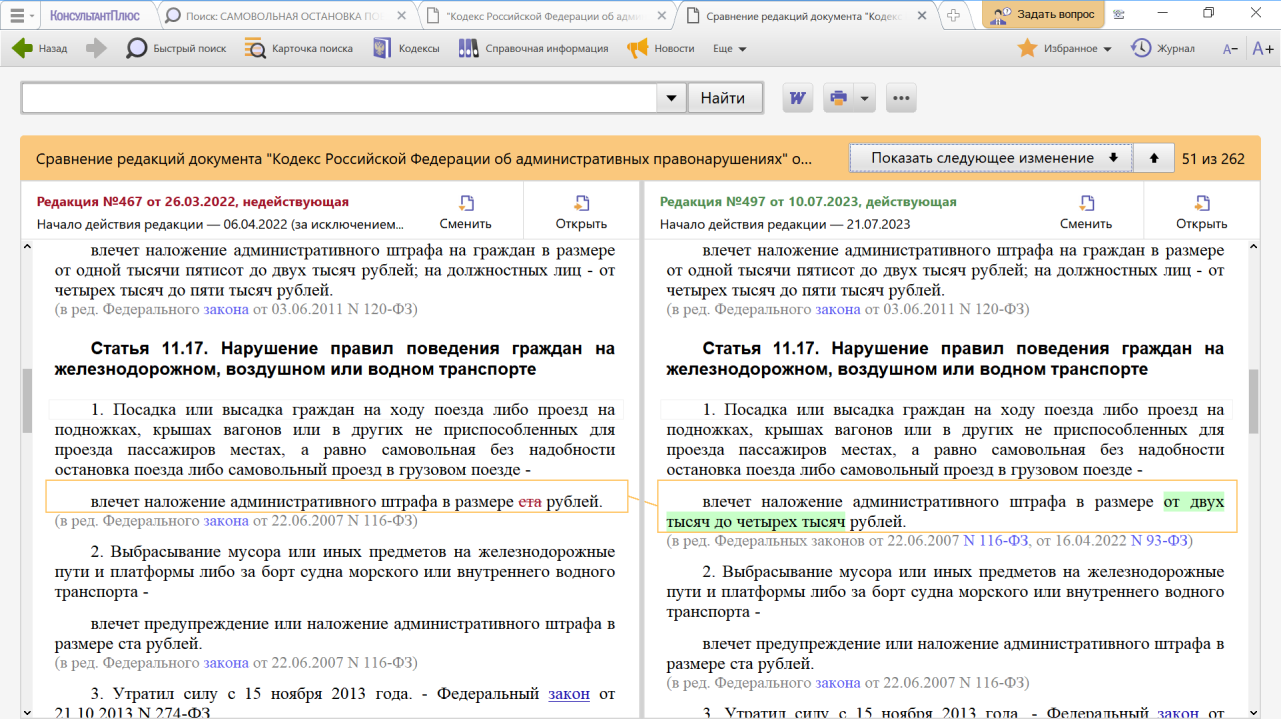 КонсультантПлюс
Поиск: САМОВОЛЬНАЯ ОСТАНОВКА ПО
"Кодекс Российской Федерации об адми
Сравнение редакций документа "Кодекс
Задать вопрос
Назад
Быстрый поиск
Карточка поиска
Кодексы
Справочная информация
Новости
Еще
Избранное
Журнал
A−
A+
Найти
W
Сравнение редакций документа "Кодекс Российской Федерации об административных правонарушениях" о...
Показать следующее изменение
51 из 262
Редакция №467 от 26.03.2022, недействующая
Начало действия редакции — 06.04.2022 (за исключением...
Сменить
Открыть
влечет наложение административного штрафа на граждан в размере
от одной тысячи пятисот до двух тысяч рублей; на должностных лиц - от
четырех тысяч до пяти тысяч рублей.
(в ред. Федерального закона от 03.06.2011 N 120-ФЗ)
Статья 11.17. Нарушение правил поведения граждан на
железнодорожном, воздушном или водном транспорте
1. Посадка или высадка граждан на ходу поезда либо проезд на
подножках, крышах вагонов или в других не приспособленных для
проезда пассажиров местах, а равно самовольная без надобности
остановка поезда либо самовольный проезд в грузовом поезде -
влечет наложение административного штрафа в размере ста рублей.
(в ред. Федерального закона от 22.06.2007 N 116-ФЗ)
2. Выбрасывание мусора или иных предметов на железнодорожные
пути и платформы либо за борт судна морского или внутреннего водного
транспорта -
влечет предупреждение или наложение административного штрафа в
размере ста рублей.
(в ред. Федерального закона от 22.06.2007 N 116-ФЗ)
3. Утратил силу с 15 ноября 2013 года. - Федеральный закон от
21.10.2013 N 274-ФЗ
Редакция №497 от 10.07.2023, действующая
Начало действия редакции — 21.07.2023
Сменить
Открыть
влечет наложение административного штрафа на граждан в размере
от одной тысячи пятисот до двух тысяч рублей; на должностных лиц - от
четырех тысяч до пяти тысяч рублей.
(в ред. Федерального закона от 03.06.2011 N 120-ФЗ)
Статья 11.17. Нарушение правил поведения граждан на
железнодорожном, воздушном или водном транспорте
1. Посадка или высадка граждан на ходу поезда либо проезд на
подножках, крышах вагонов или в других не приспособленных для
проезда пассажиров местах, а равно самовольная без надобности
остановка поезда либо самовольный проезд в грузовом поезде -
влечет наложение административного штрафа в размере от двух
тысяч до четырех тысяч рублей.
(в ред. Федеральных законов от 22.06.2007 N 116-ФЗ, от 16.04.2022 N 93-ФЗ)
2. Выбрасывание мусора или иных предметов на железнодорожные
пути и платформы либо за борт судна морского или внутреннего водного
транспорта -
влечет предупреждение или наложение административного штрафа в
размере ста рублей.
(в ред. Федерального закона от 22.06.2007 N 116-ФЗ)
3. Утратил силу с 15 ноября 2013 года. - Федеральный закон от